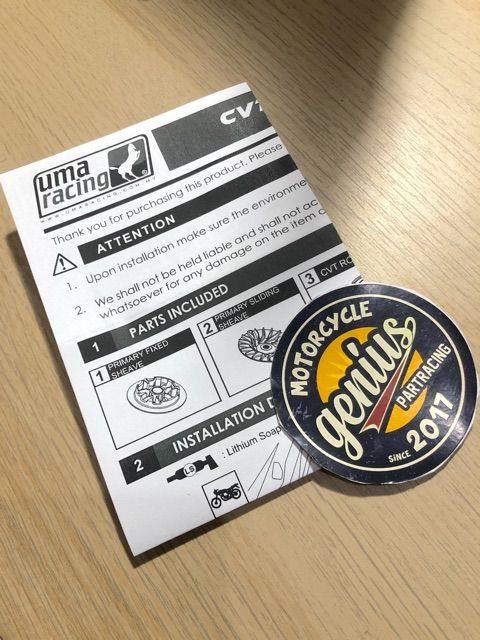 CVT
uma
racing
WWW.UMARACING.COM.MY
Thank you for purchasing this product. Please
ATTENTION
1. Upon installation make sure the environme
2. We shall not be held liable and shall not ac
whatsoever for any damage on the item c
1 PARTS INCLUDED
1 PRIMARY FIXED
SHEAVE
2 PRIMARY SLIDING
SHEAVE
3 CVT RO
2 INSTALLATION D
LS : Lithium Soap
MOTORCYCLE
genius
PARTRACING
SINCE 2017